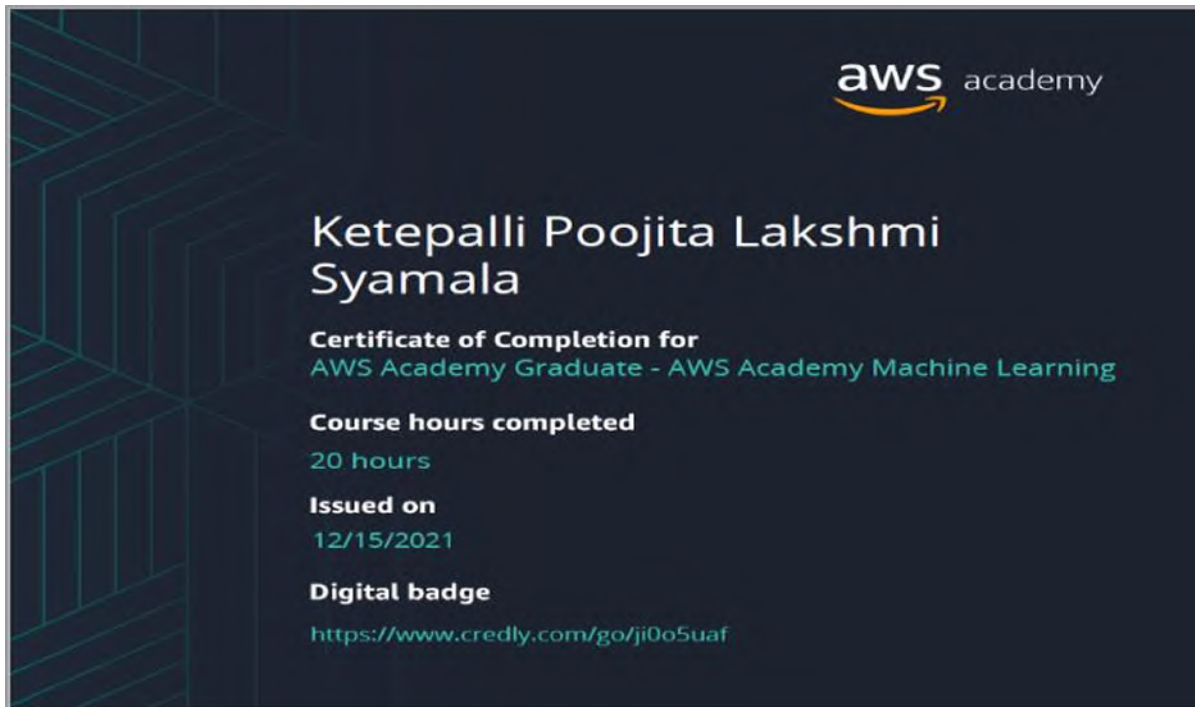 aws academy
Ketepalli Poojita Lakshmi
Syamala
Certificate of Completion for
AWS Academy Graduate - AWS Academy Machine Learning
Course hours completed
20 hours
Issued on
12/15/2021
Digital badge
https://www.credly.com/go/ji0o5uaf